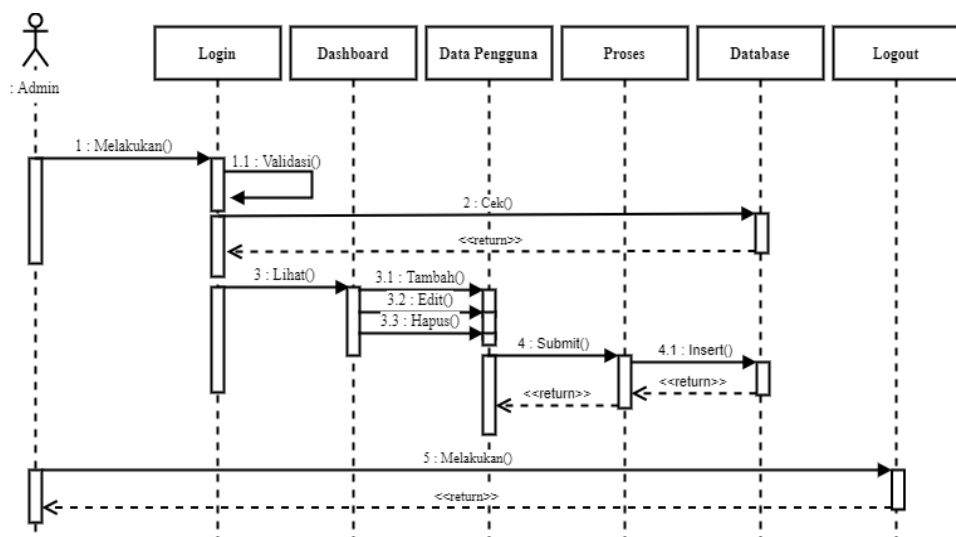 Login
Dashboard
Data Pengguna
Proses
Database
Logout
: Admin
1 : Melakukan()
1.1 : Validasi()
2 : Cek()
<<return>>
3 : Lihat()
3.1 : Tambah()
3.2 : Edit()
3.3 : Hapus()
4 : Submit()
4.1 : Insert()
<<return>>
<<return>>
5 : Melakukan()
<<return>>